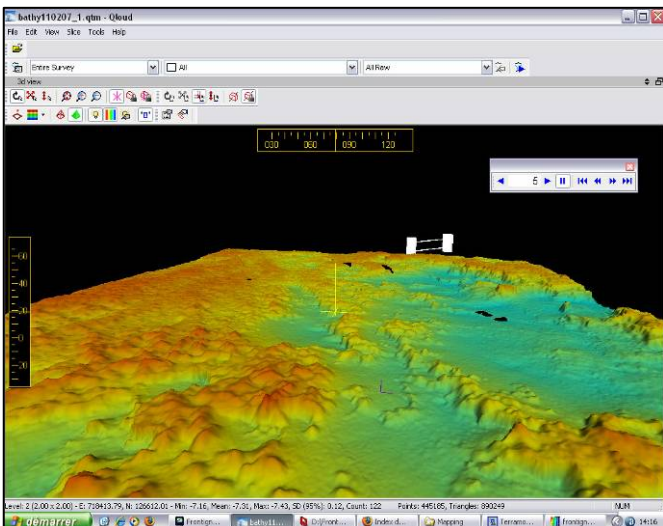 bathy110207_1.qtm - Qloud
File Edit View Slice Tools Help
Entire Survey All All Raw
3d view
030 060 090 120
5
60
40
20
0
20
Level: 2 (2.00 x 2.00) - E: 718413.79, N: 126612.01 - Min: -7.16, Mean: -7.31, Max: -7.43, SD (95%): 0.12, Count: 122 Points: 445185, Triangles: 890249 NUM
démarrer Frontign... bathy11... D:\Front... Index d... Mapping Terramo... frontign... 14:16